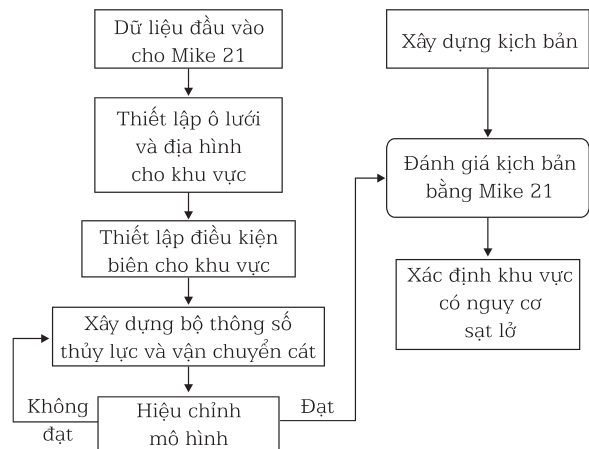 Dữ liệu đầu vào
cho Mike 21
Thiết lập ô lưới
và địa hình
cho khu vực
Thiết lập điều kiện
biên cho khu vực
Xây dựng bộ thông số
thủy lực và vận chuyển cát
Không
đạt
Hiệu chỉnh
mô hình
Đạt
Xây dựng kịch bản
Đánh giá kịch bản
bằng Mike 21
Xác định khu vực
có nguy cơ
sạt lở